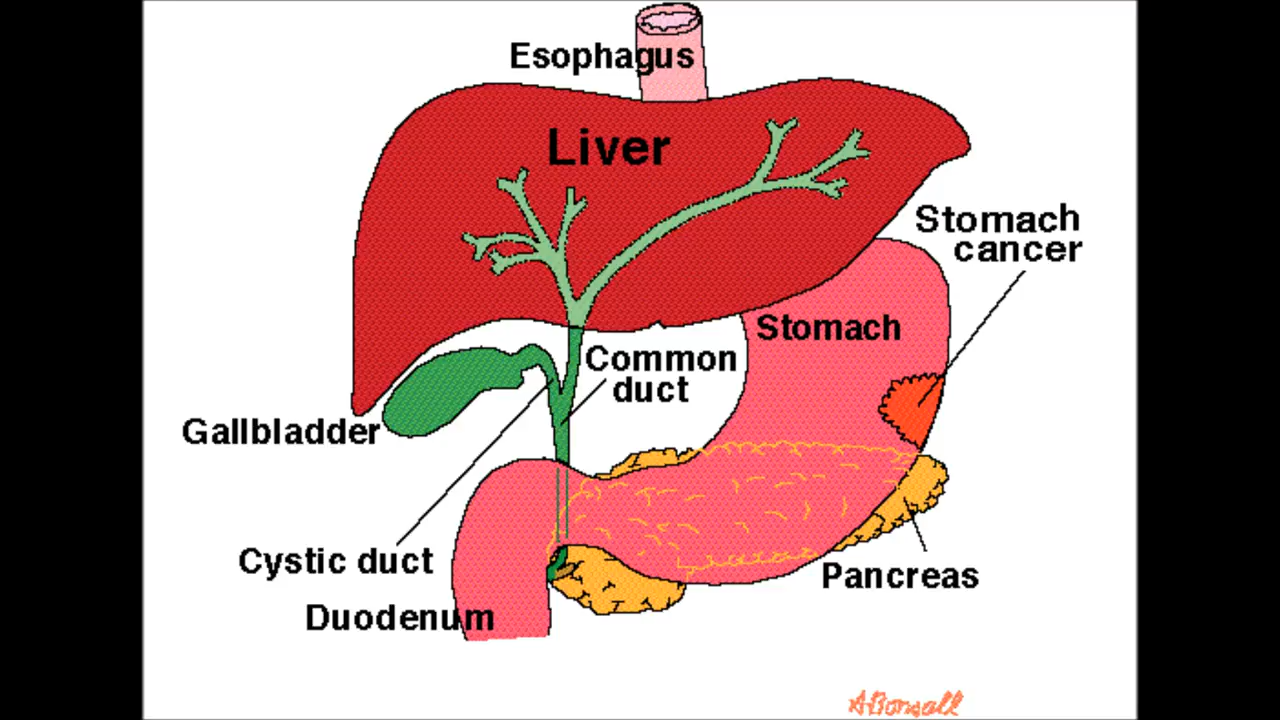 Esophagus
Liver
Stomach
cancer
Stomach
Common
duct
Gallbladder
Cystic duct
Pancreas
Duodenum